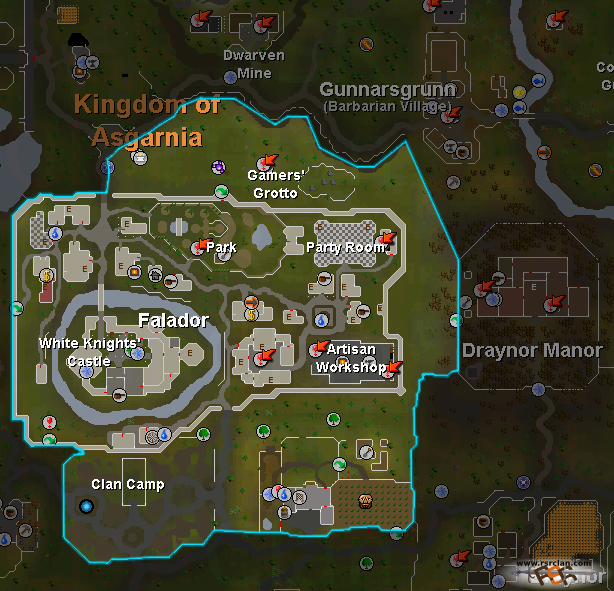 Dwarven
Mine
Gunnarsgrunn
(Barbarian Village)
Kingdom of
Asgarnia
Gamers'
Grotto
Park
Party Room
Falador
White Knights'
Castle
Artisan
Workshop
Draynor Manor
Clan Camp
www.rsrclan.com